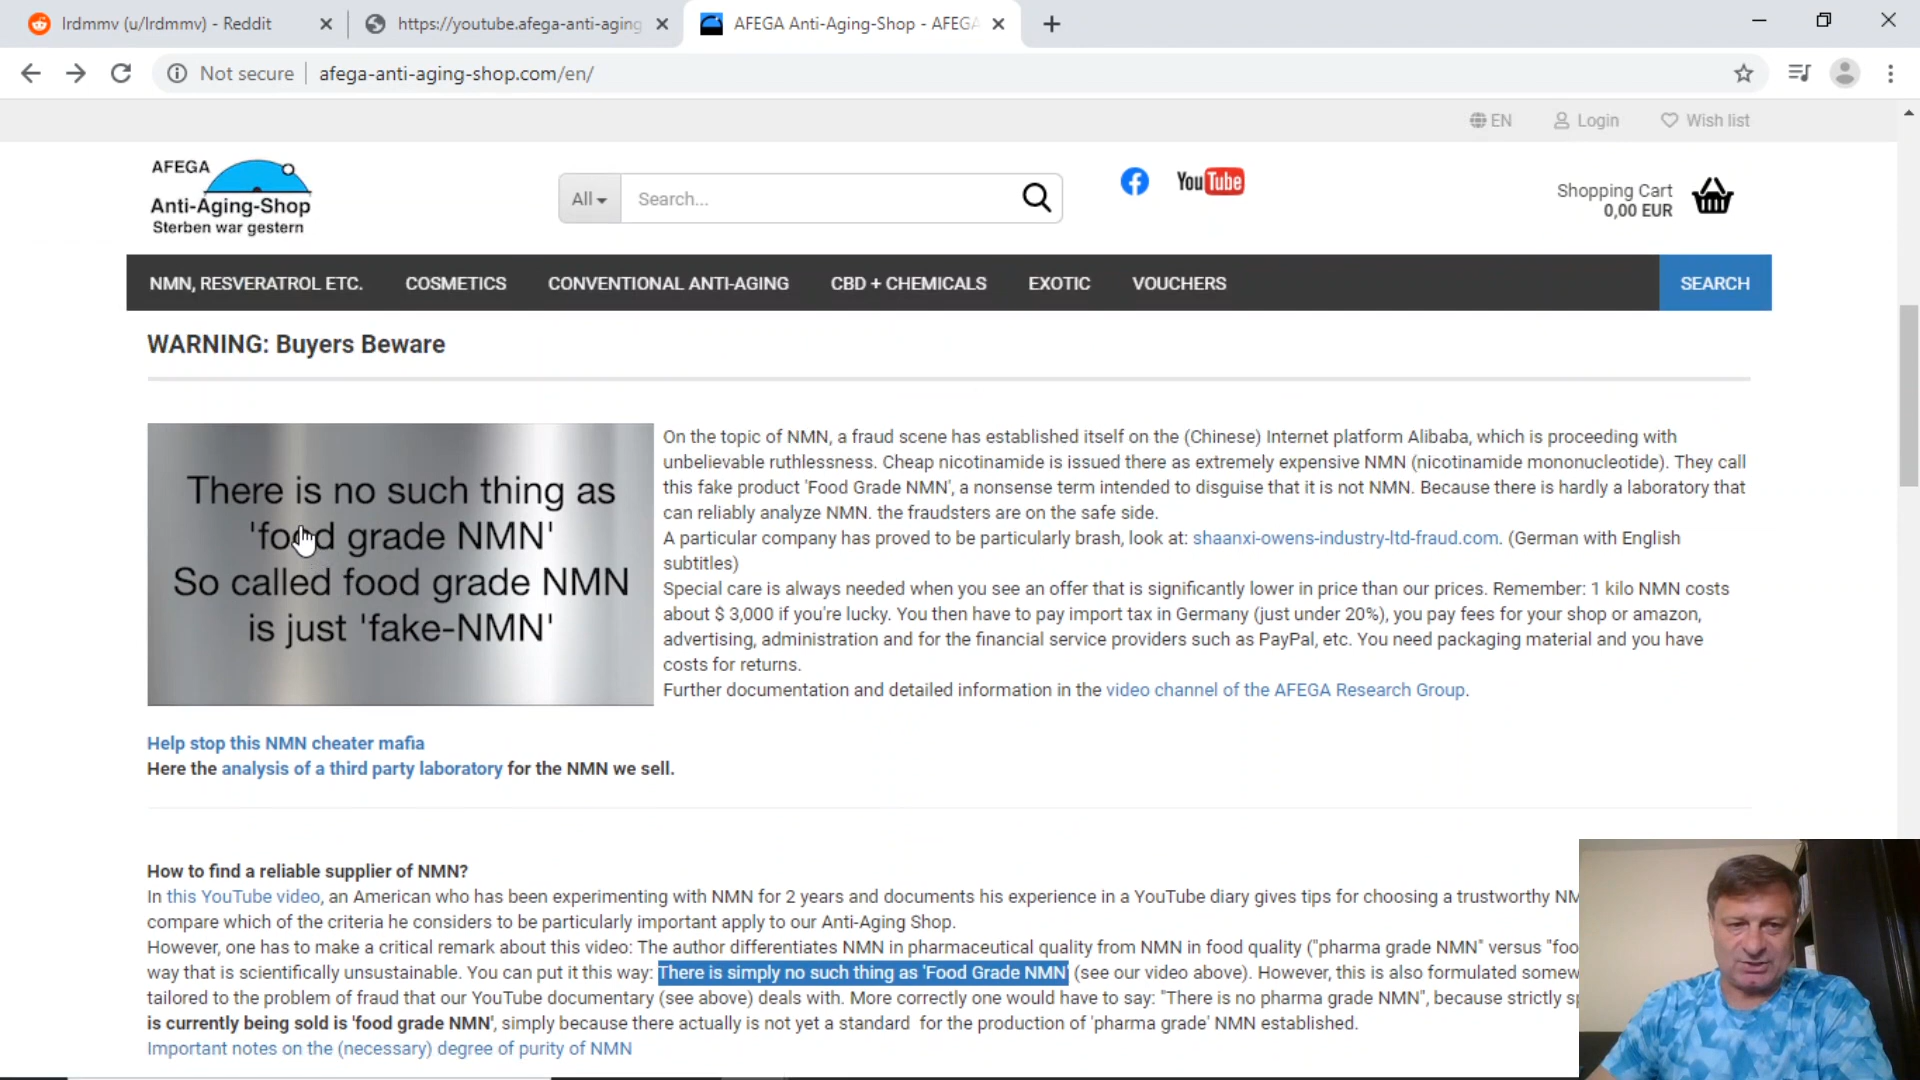 lrdmmv (u/lrdmmv) - Reddit
https://youtube.afega-anti-aging
AFEGA Anti-Aging-Shop - AFEGA
Not secure
afega-anti-aging-shop.com/en/
EN
Login
Wish list
AFEGA
Anti-Aging-Shop
Sterben war gestern
All
Search...
YouTube
Shopping Cart
0,00 EUR
NMN, RESVERATROL ETC.
COSMETICS
CONVENTIONAL ANTI-AGING
CBD + CHEMICALS
EXOTIC
VOUCHERS
SEARCH
WARNING: Buyers Beware
There is no such thing as
'food grade NMN'
So called food grade NMN
is just 'fake-NMN'
On the topic of NMN, a fraud scene has established itself on the (Chinese) Internet platform Alibaba, which is proceeding with
unbelievable ruthlessness. Cheap nicotinamide is issued there as extremely expensive NMN (nicotinamide mononucleotide). They call
this fake product 'Food Grade NMN', a nonsense term intended to disguise that it is not NMN. Because there is hardly a laboratory that
can reliably analyze NMN. the fraudsters are on the safe side.
A particular company has proved to be particularly brash, look at: shaanxi-owens-industry-ltd-fraud.com. (German with English
subtitles)
Special care is always needed when you see an offer that is significantly lower in price than our prices. Remember: 1 kilo NMN costs
about $ 3,000 if you're lucky. You then have to pay import tax in Germany (just under 20%), you pay fees for your shop or amazon,
advertising, administration and for the financial service providers such as PayPal, etc. You need packaging material and you have
costs for returns.
Further documentation and detailed information in the video channel of the AFEGA Research Group.
Help stop this NMN cheater mafia
Here the analysis of a third party laboratory for the NMN we sell.
How to find a reliable supplier of NMN?
In this YouTube video, an American who has been experimenting with NMN for 2 years and documents his experience in a YouTube diary gives tips for choosing a trustworthy NM
compare which of the criteria he considers to be particularly important apply to our Anti-Aging Shop.
However, one has to make a critical remark about this video: The author differentiates NMN in pharmaceutical quality from NMN in food quality ("pharma grade NMN" versus "foo
way that is scientifically unsustainable. You can put it this way: There is simply no such thing as 'Food Grade NMN' (see our video above). However, this is also formulated somew
tailored to the problem of fraud that our YouTube documentary (see above) deals with. More correctly one would have to say: "There is no pharma grade NMN", because strictly s
is currently being sold is 'food grade NMN', simply because there actually is not yet a standard for the production of 'pharma grade' NMN established.
Important notes on the (necessary) degree of purity of NMN